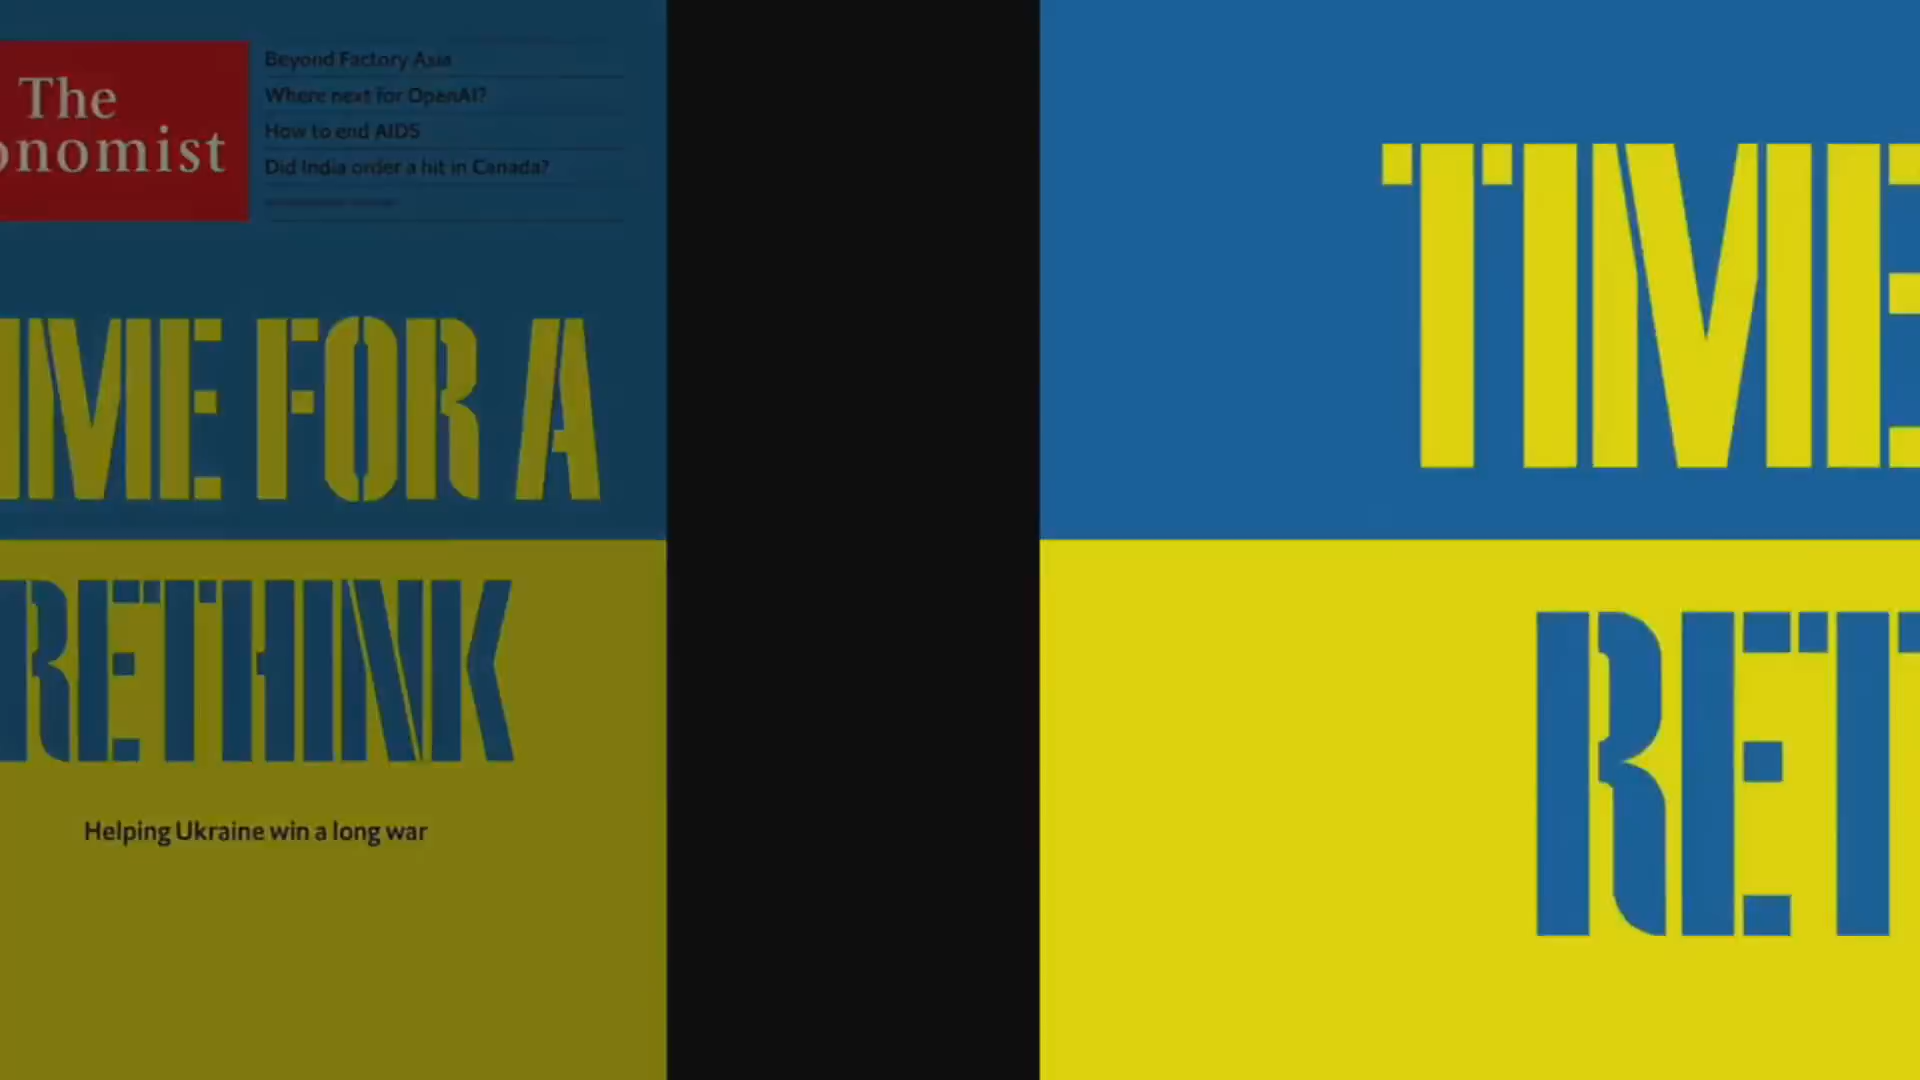 The
onomist
Beyond Factory Asia
Where next for OpenAI?
How to end AIDS
Did India order a hit in Canada?
IME FOR A
RETHINK
Helping Ukraine win a long war
TIME
RET